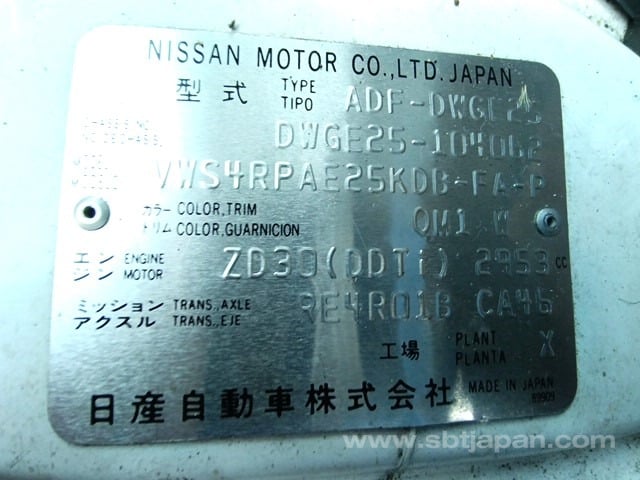 NISSAN MOTOR CO.,LTD. JAPAN
型式 TYPE TIPO ADF-DWGE25
DWGE25-104062
VWS4RPAE25KDB-FA-P
カラー COLOR,TRIM
トリム COLOR,GUARNICION QM1 W
エンジン ENGINE MOTOR ZD30(DDTi) 2953 CC
ミッション TRANS.,AXLE
アクスル TRANS.,EJE RE4R01B CA46
工場 PLANT PLANTA X
日産自動車株式会社 MADE IN JAPAN
www.sbtjapan.com